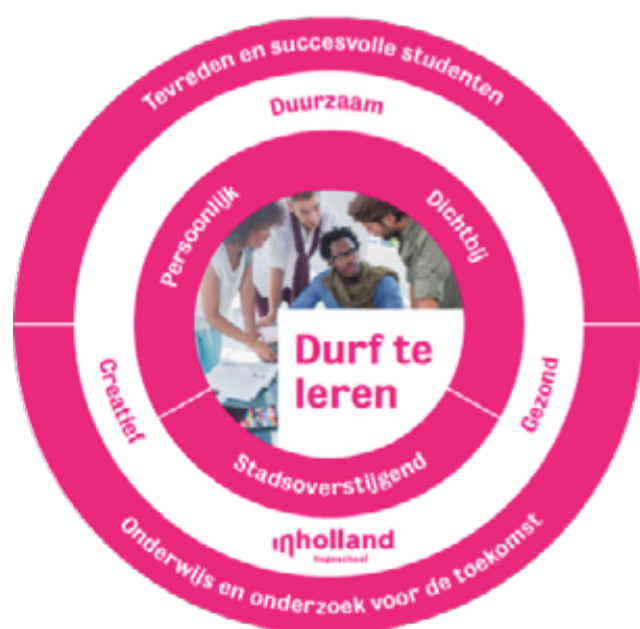 Tevreden en succesvolle studenten
Duurzaam
Persoonlijk
Dichtbij
Durf te
leren
Creatief
Gezond
Stadsoverstijgend
inholland
hogeschool
Onderwijs en onderzoek voor de toekomst